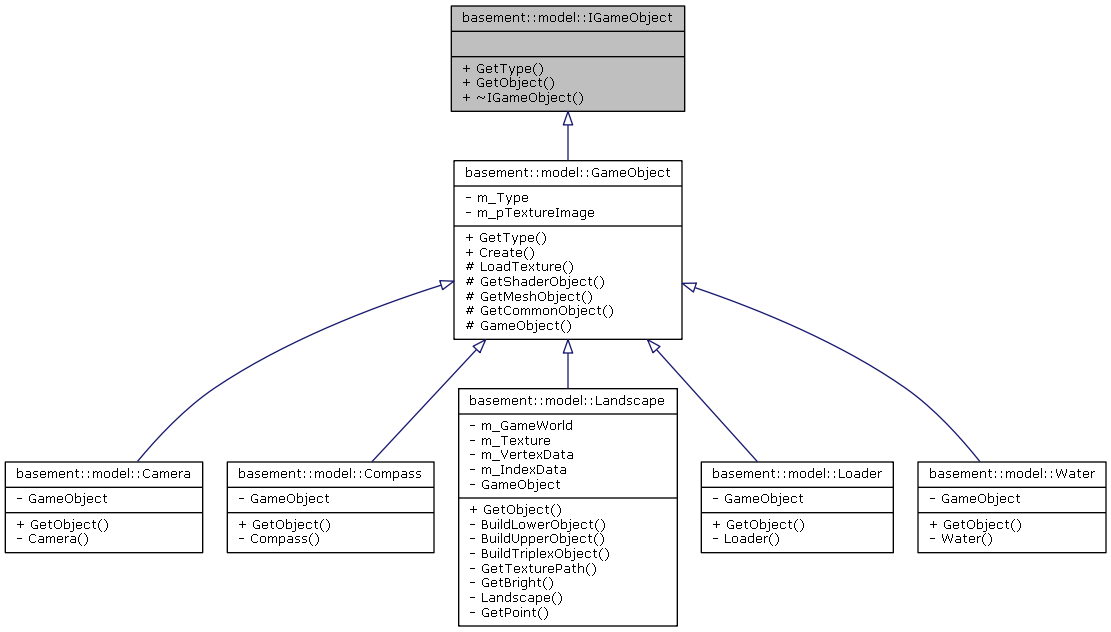 basement::model::IGameObject
+ GetType()
+ GetObject()
+ ~IGameObject()
basement::model::GameObject
- m_Type
- m_pTextureImage
+ GetType()
+ Create()
# LoadTexture()
# GetShaderObject()
# GetMeshObject()
# GetCommonObject()
# GameObject()
basement::model::Camera
- GameObject
+ GetObject()
- Camera()
basement::model::Compass
- GameObject
+ GetObject()
- Compass()
basement::model::Landscape
- m_GameWorld
- m_Texture
- m_VertexData
- m_IndexData
- GameObject
+ GetObject()
- BuildLowerObject()
- BuildUpperObject()
- BuildTriplexObject()
- GetTexturePath()
- GetBright()
- Landscape()
- GetPoint()
basement::model::Loader
- GameObject
+ GetObject()
- Loader()
basement::model::Water
- GameObject
+ GetObject()
- Water()